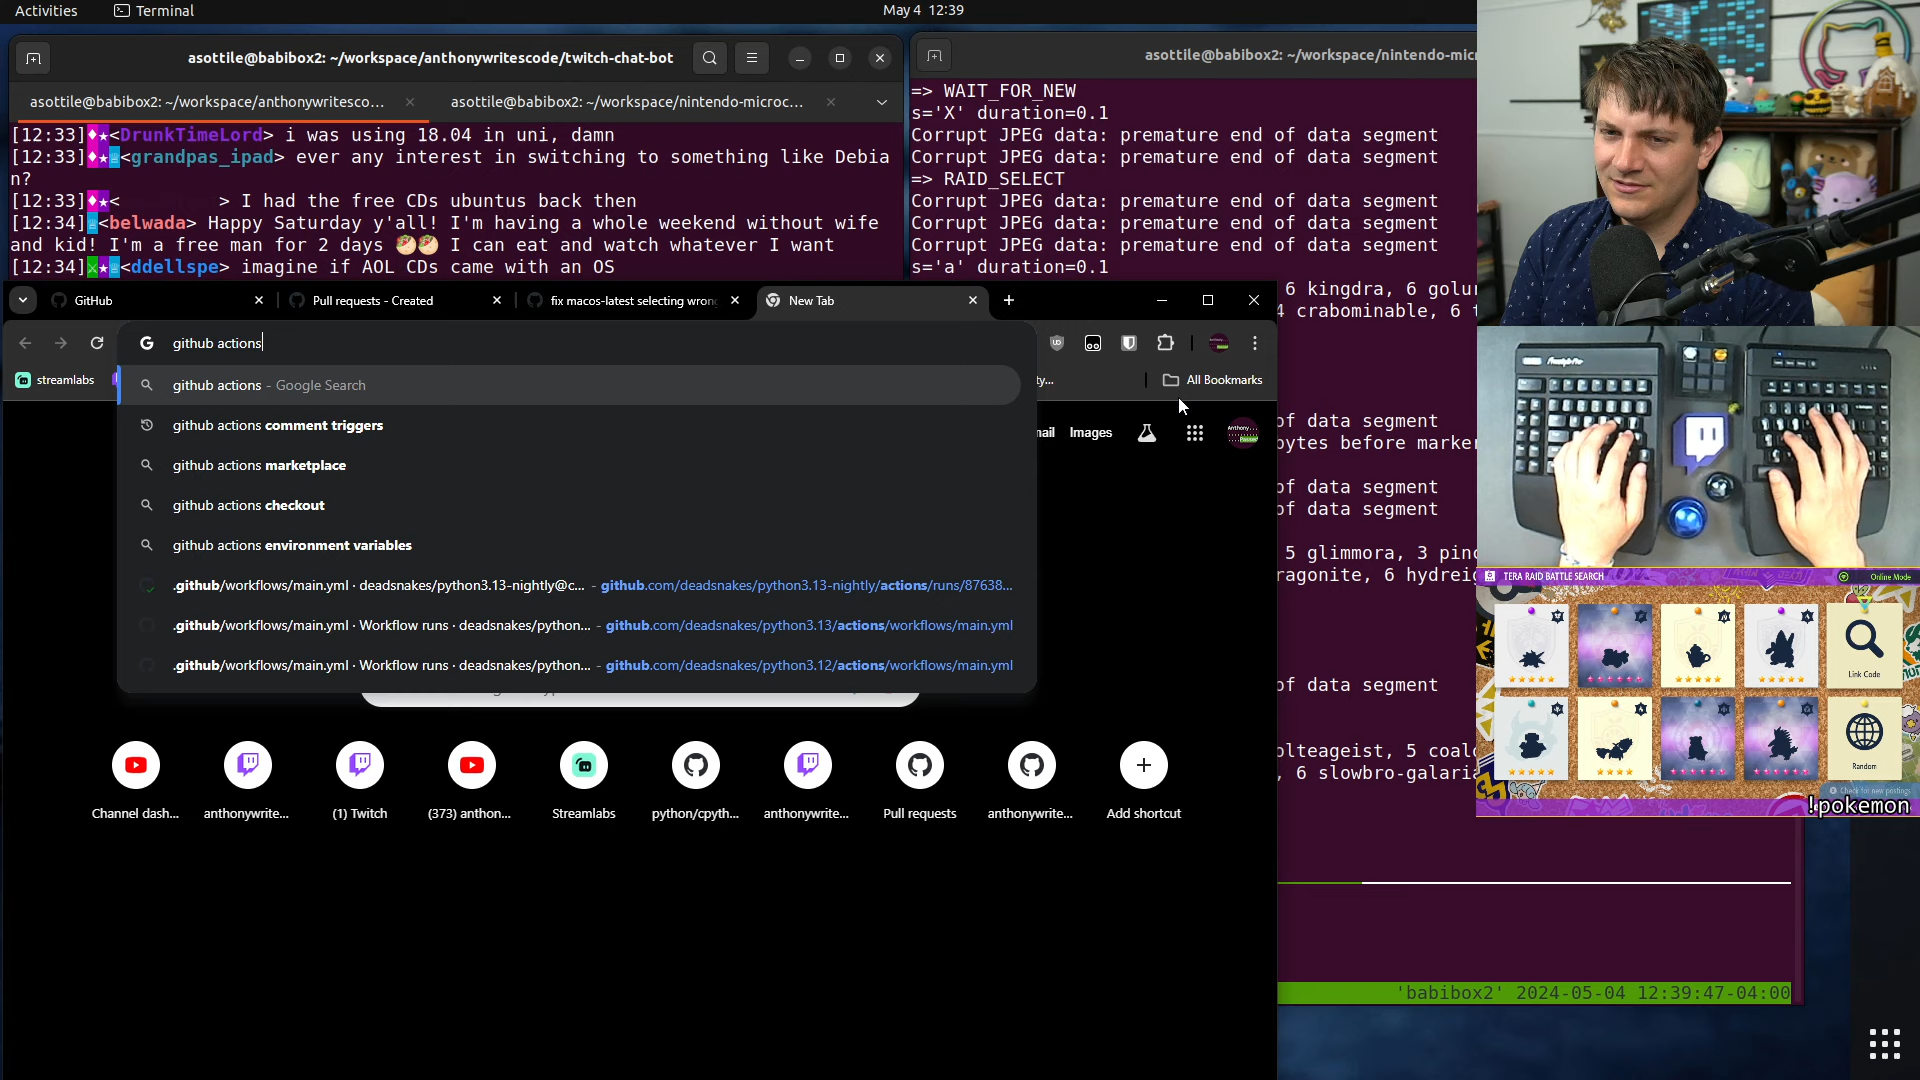 Activities
Terminal
May 4 12:39
asottile@babibox2: ~/workspace/anthonywritescode/twitch-chat-bot
asottile@babibox2: ~/workspace/anthonywritesco...
asottile@babibox2: ~/workspace/nintendo-microc...
[12:33]<DrunkTimeLord> i was using 18.04 in uni, damn
[12:33]<grandpas_ipad> ever any interest in switching to something like Debia
n?
[12:33]< > I had the free CDs ubuntus back then
[12:34]<belwada> Happy Saturday y'all! I'm having a whole weekend without wife
and kid! I'm a free man for 2 days 🥙🥙 I can eat and watch whatever I want
[12:34]<ddellspe> imagine if AOL CDs came with an OS
asottile@babibox2: ~/workspace/nintendo-micr
=> WAIT_FOR_NEW
s='X' duration=0.1
Corrupt JPEG data: premature end of data segment
Corrupt JPEG data: premature end of data segment
=> RAID_SELECT
Corrupt JPEG data: premature end of data segment
Corrupt JPEG data: premature end of data segment
Corrupt JPEG data: premature end of data segment
s='a' duration=0.1
6 kingdra, 6 golu
crabominable, 6
of data segment
bytes before marker
of data segment
of data segment
5 glimmora, 3 pinc
ragonite, 6 hydreig
of data segment
olteageist, 5 coalo
, 6 slowbro-galaria
'babibox2' 2024-05-04 12:39:47-04:00
GitHub
Pull requests - Created
fix macos-latest selecting wrong
New Tab
github actions
streamlabs
ty...
All Bookmarks
github actions - Google Search
github actions comment triggers
github actions marketplace
github actions checkout
github actions environment variables
.github/workflows/main.yml · deadsnakes/python3.13-nightly@c... - github.com/deadsnakes/python3.13-nightly/actions/runs/87638...
.github/workflows/main.yml · Workflow runs · deadsnakes/python... - github.com/deadsnakes/python3.13/actions/workflows/main.yml
.github/workflows/main.yml · Workflow runs · deadsnakes/python... - github.com/deadsnakes/python3.12/actions/workflows/main.yml
mail
Images
Channel dash...
anthonywrite...
(1) Twitch
(373) anthon...
Streamlabs
python/cpyth...
anthonywrite...
Pull requests
anthonywrite...
Add shortcut
TERA RAID BATTLE SEARCH
Online Mode
Link Code
Random
Check for new postings
!pokemon